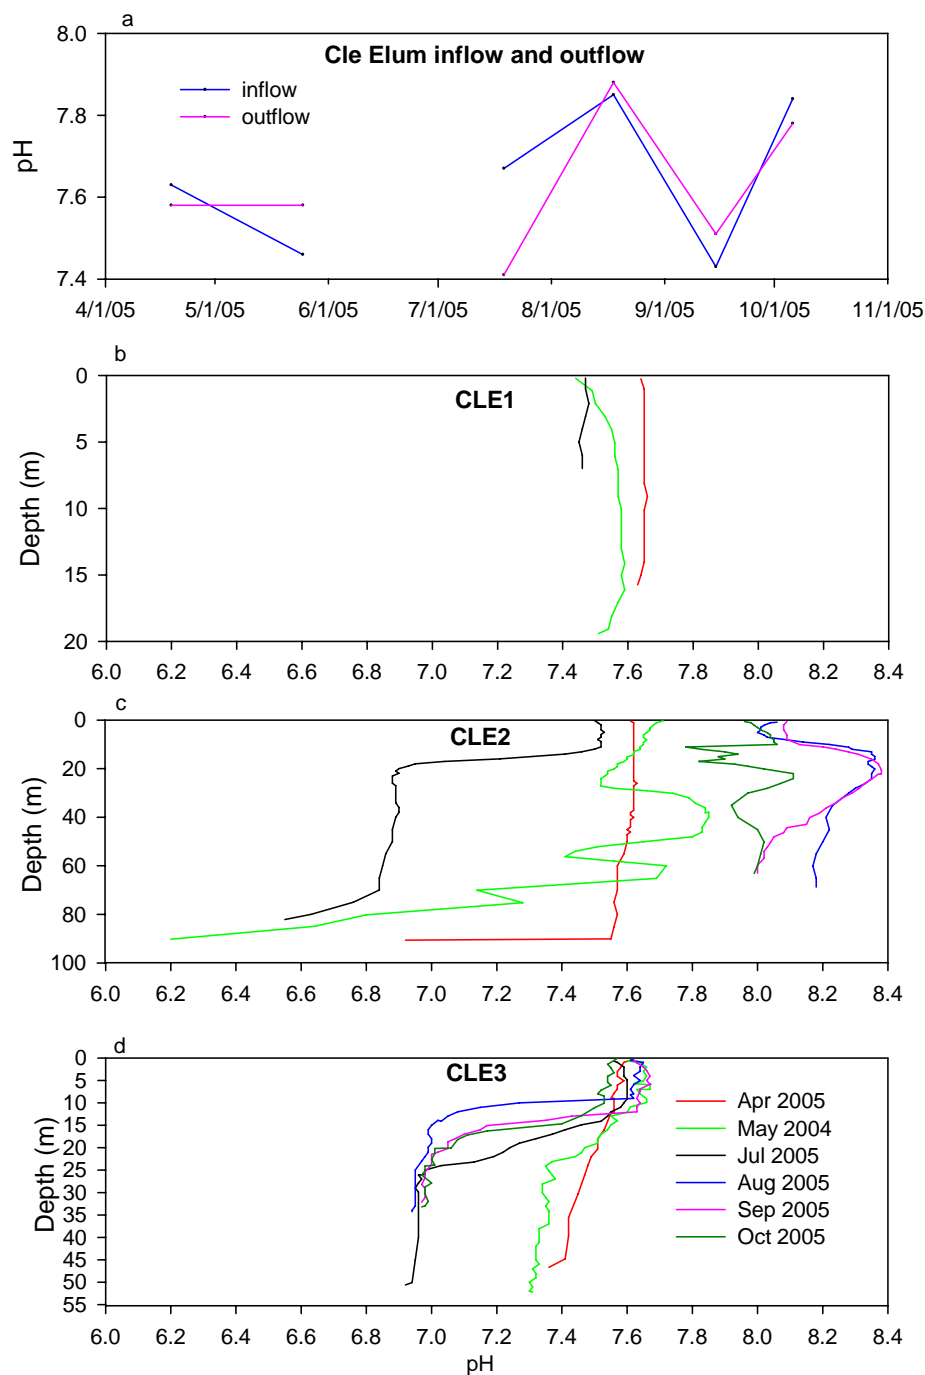 a
8.0
Cle Elum inflow and outflow
inflow
7.8
outflow
pH
7.6
7.4
4/1/05 5/1/05 6/1/05 7/1/05 8/1/05 9/1/05 10/1/05 11/1/05
b
0
CLE1
5
Depth (m)
10
15
20
6.0 6.2 6.4 6.6 6.8 7.0 7.2 7.4 7.6 7.8 8.0 8.2 8.4
c
0
CLE2
20
40
Depth (m)
60
80
100
6.0 6.2 6.4 6.6 6.8 7.0 7.2 7.4 7.6 7.8 8.0 8.2 8.4
d
0
CLE3
5
10
Apr 2005
15
May 2004
20
Jul 2005
25
Aug 2005
Depth (m)
30
Sep 2005
35
Oct 2005
40
45
50
55
6.0 6.2 6.4 6.6 6.8 7.0 7.2 7.4 7.6 7.8 8.0 8.2 8.4
pH